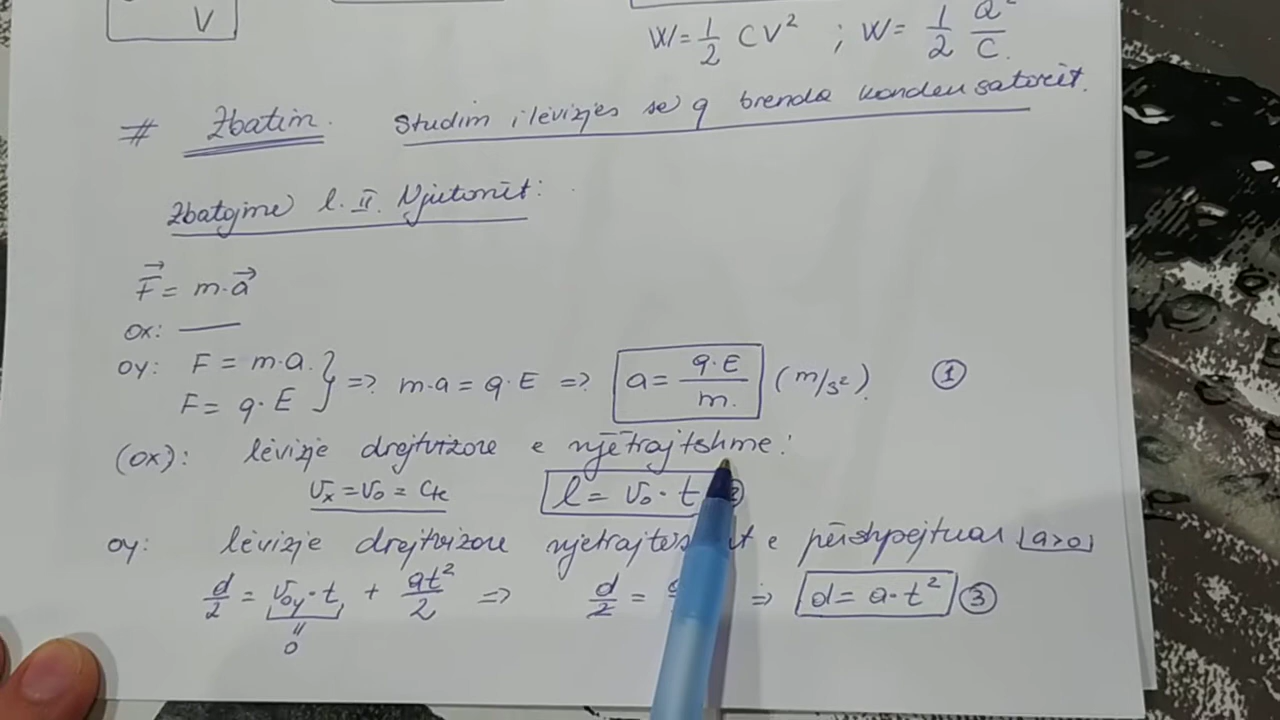 V
W = 1/2 CV² ; W = 1/2 Q²/C.
# Zbatim. Studim i lëvizjes së q brenda kondensatorit.
Zbatojmë l. II. Njutonit:
F⃗ = m·a⃗
ox: —
oy: F = m·a.
F = q·E } => m·a = q·E => a = q·E/m. (m/s²). ①
(ox): lëvizje drejtvizore e njëtrajtshme:
Vx = V₀ = Cte l = V₀·t ②
oy: lëvizje drejtvizore e përshpejtuar a>0
d/2 = V₀y·t + at²/2 => d/2 = => d = a·t² ③
"
0